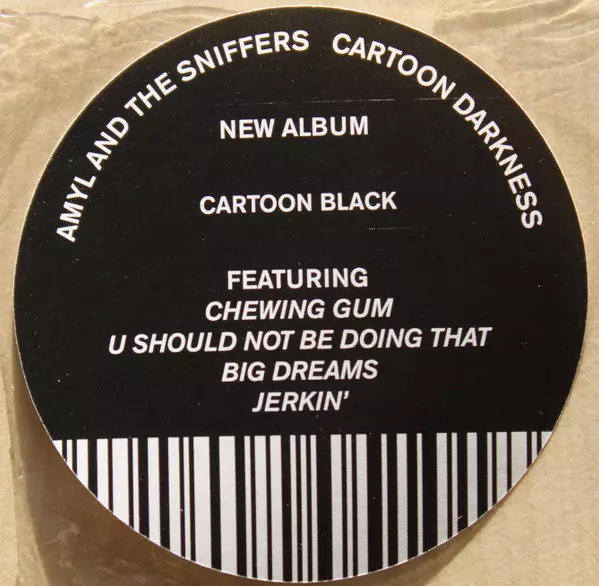 AMYL AND THE SNIFFERS CARTOON DARKNESS
NEW ALBUM
CARTOON BLACK
FEATURING
CHEWING GUM
U SHOULD NOT BE DOING THAT
BIG DREAMS
JERKIN'